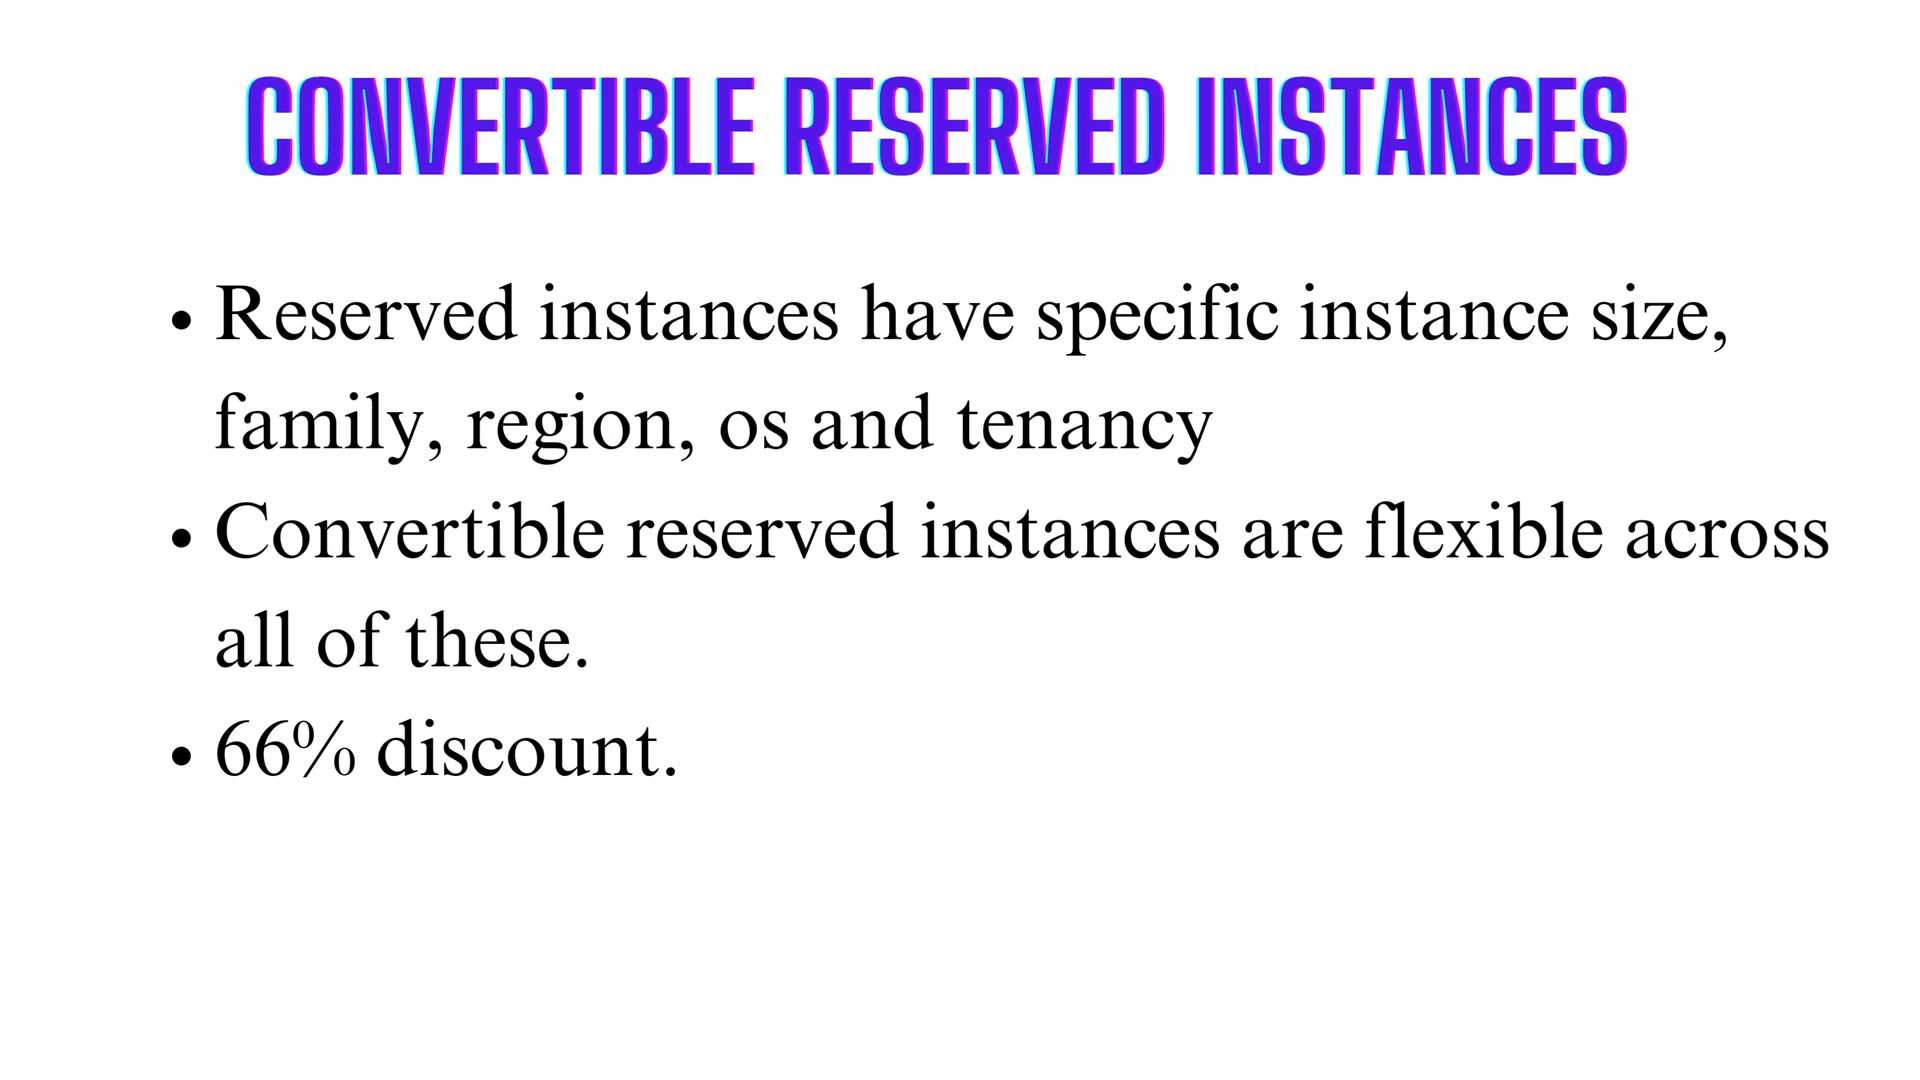 CONVERTIBLE RESERVED INSTANCES
• Reserved instances have specific instance size,
family, region, os and tenancy
• Convertible reserved instances are flexible across
all of these.
• 66% discount.